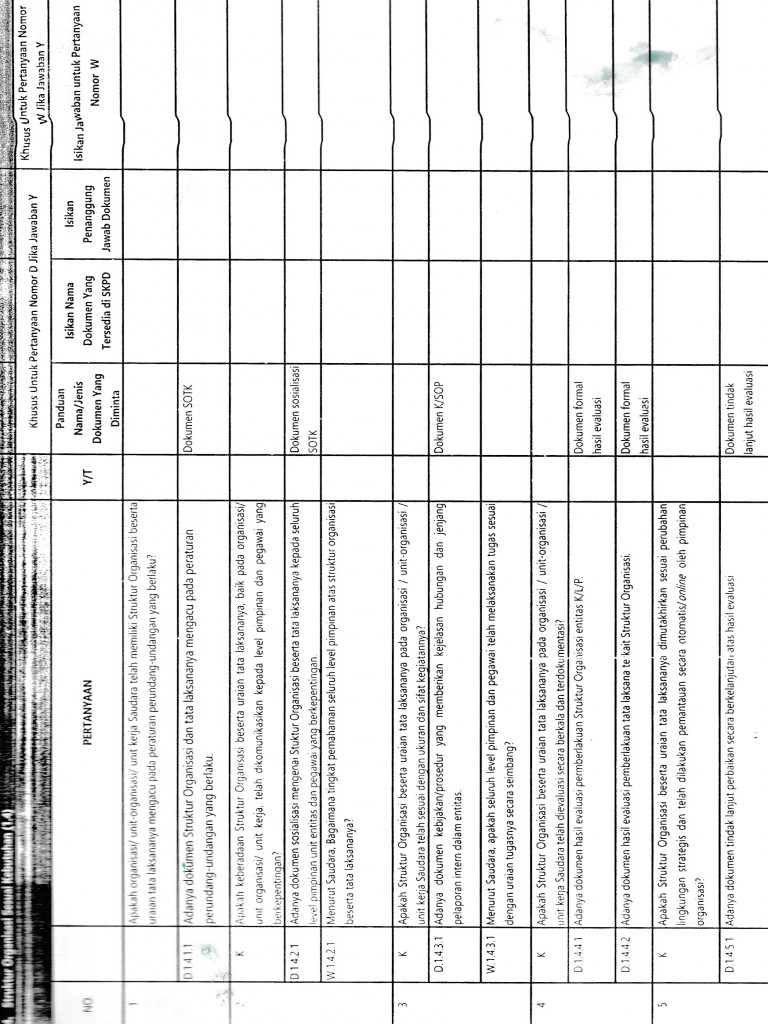 Struktur Organisasi Sesuai Kebutuhan (1.4)
NO
PERTANYAAN
Y/T
Khusus Untuk Pertanyaan Nomor D Jika Jawaban Y
Panduan
Nama/Jenis
Dokumen Yang
Diminta
Isikan Nama
Dokumen Yang
Tersedia di SKPD
Isikan
Penanggung
Jawab Dokumen
Khusus Untuk Pertanyaan Nomor
W Jika Jawaban Y
Isikan Jawaban untuk Pertanyaan
Nomor W
1
Apakah organisasi/ unit-organisasi/ unit kerja Saudara telah memiliki Struktur Organisasi beserta
uraian tata laksananya mengacu pada peraturan perundang-undangan yang berlaku?
D 1 4 1.1
Adanya dokumen Struktur Organisasi dan tata laksananya mengacu pada peraturan
perundang-undangan yang berlaku.
Dokumen SOTK
2
K
Apakah keberadaan Struktur Organisasi beserta uraian tata laksananya, baik pada organisasi/
unit organisasi/ unit kerja, telah dikomunikasikan kepada level pimpinan dan pegawai yang
berkepentingan?
D 1 4 2 1
Adanya dokumen sosialisasi mengenai Stuktur Organisasi beserta tata laksananya kepada seluruh
level pimpinan unit entitas dan pegawai yang berkepentingan.
Dokumen sosialisasi
SOTK
W 1.4.2.1
Menurut Saudara, Bagaimana tingkat pemahaman seluruh level pimpinan atas struktur organisasi
beserta tata laksananya?
3
K
Apakah Struktur Organisasi beserta uraian tata laksananya pada organisasi / unit-organisasi /
unit kerja Saudara telah sesuai dengan ukuran dan sifat kegiatannya?
D.1.4.3.1
Adanya dokumen kebijakan/prosedur yang memberikan kejelasan hubungan dan jenjang
pelaporan intern dalam entitas.
Dokumen K/SOP
W.1.4.3.1
Menurut Saudara, apakah seluruh level pimpinan dan pegawai telah melaksanakan tugas sesuai
dengan uraian tugasnya secara seimbang?
4
K
Apakah Struktur Organisasi beserta uraian tata laksananya pada organisasi / unit-organisasi /
unit kerja Saudara telah dievaluasi secara berkala dan terdokumentasi?
D 1.4.4 1
Adanya dokumen hasil evaluasi permberlakuan Struktur Organisasi entitas K/L/P.
Dokumen formal
hasil evaluasi
D.1.4.4.2
Adanya dokumen hasil evaluasi pemberlakuan tata laksana terkait Struktur Organisasi.
Dokumen formal
hasil evaluasi
5
K
Apakah Struktur Organisasi beserta uraian tata laksananya dimutakhirkan sesuai perubahan
lingkungan strategis dan telah dilakukan pemantauan secara otomatis/online oleh pimpinan
organisasi?
D 1 4 5 1
Adanya dokumen tindak lanjut perbaikan secara berkelanjutan atas hasil evaluasi
Dokumen tindak
lanjut hasil evaluasi